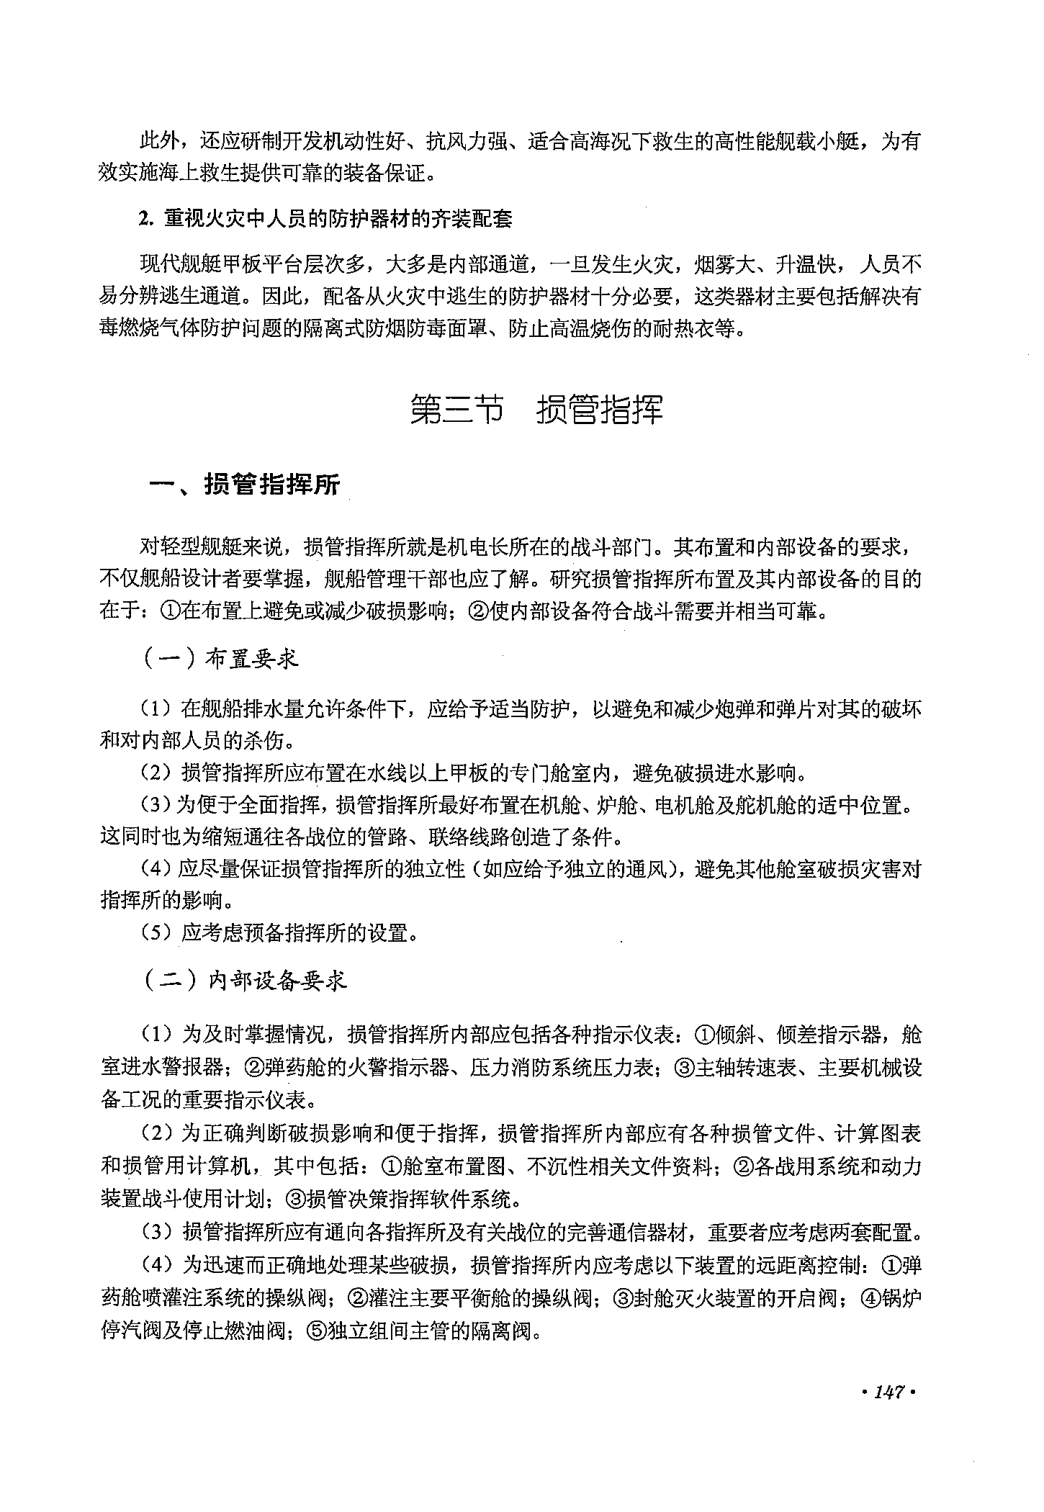 此外，还应研制开发机动性好、抗风力强、适合高海况下救生的高性能舰载小艇，为有
效实施海上救生提供可靠的装备保证。
2. 重视火灾中人员的防护器材的齐装配套
现代舰艇甲板平台层次多，大多是内部通道，一旦发生火灾，烟雾大、升温快，人员不
易分辨逃生通道。因此，配备从火灾中逃生的防护器材十分必要，这类器材主要包括解决有
毒燃烧气体防护问题的隔离式防烟防毒面罩、防止高温烧伤的耐热衣等。
第三节 损管指挥
一、损管指挥所
对轻型舰艇来说，损管指挥所就是机电长所在的战斗部门。其布置和内部设备的要求，
不仅舰船设计者要掌握，舰船管理干部也应了解。研究损管指挥所布置及其内部设备的目的
在于：①在布置上避免或减少破损影响；②使内部设备符合战斗需要并相当可靠。
（一）布置要求
（1）在舰船排水量允许条件下，应给予适当防护，以避免和减少炮弹和弹片对其的破坏
和对内部人员的杀伤。
（2）损管指挥所应布置在水线以上甲板的专门舱室内，避免破损进水影响。
（3）为便于全面指挥，损管指挥所最好布置在机舱、炉舱、电机舱及舵机舱的适中位置。
这同时也为缩短通往各战位的管路、联络线路创造了条件。
（4）应尽量保证损管指挥所的独立性（如应给予独立的通风），避免其他舱室破损灾害对
指挥所的影响。
（5）应考虑预备指挥所的设置。
（二）内部设备要求
（1）为及时掌握情况，损管指挥所内部应包括各种指示仪表：①倾斜、倾差指示器，舱
室进水警报器；②弹药舱的火警指示器、压力消防系统压力表；③主轴转速表、主要机械设
备工况的重要指示仪表。
（2）为正确判断破损影响和便于指挥，损管指挥所内部应有各种损管文件、计算图表
和损管用计算机，其中包括：①舱室布置图、不沉性相关文件资料；②各战用系统和动力
装置战斗使用计划；③损管决策指挥软件系统。
（3）损管指挥所应有通向各指挥所及有关战位的完善通信器材，重要者应考虑两套配置。
（4）为迅速而正确地处理某些破损，损管指挥所内应考虑以下装置的远距离控制：①弹
药舱喷灌注系统的操纵阀；②灌注主要平衡舱的操纵阀；③封舱灭火装置的开启阀；④锅炉
停汽阀及停止燃油阀；⑤独立组间主管的隔离阀。
·147·